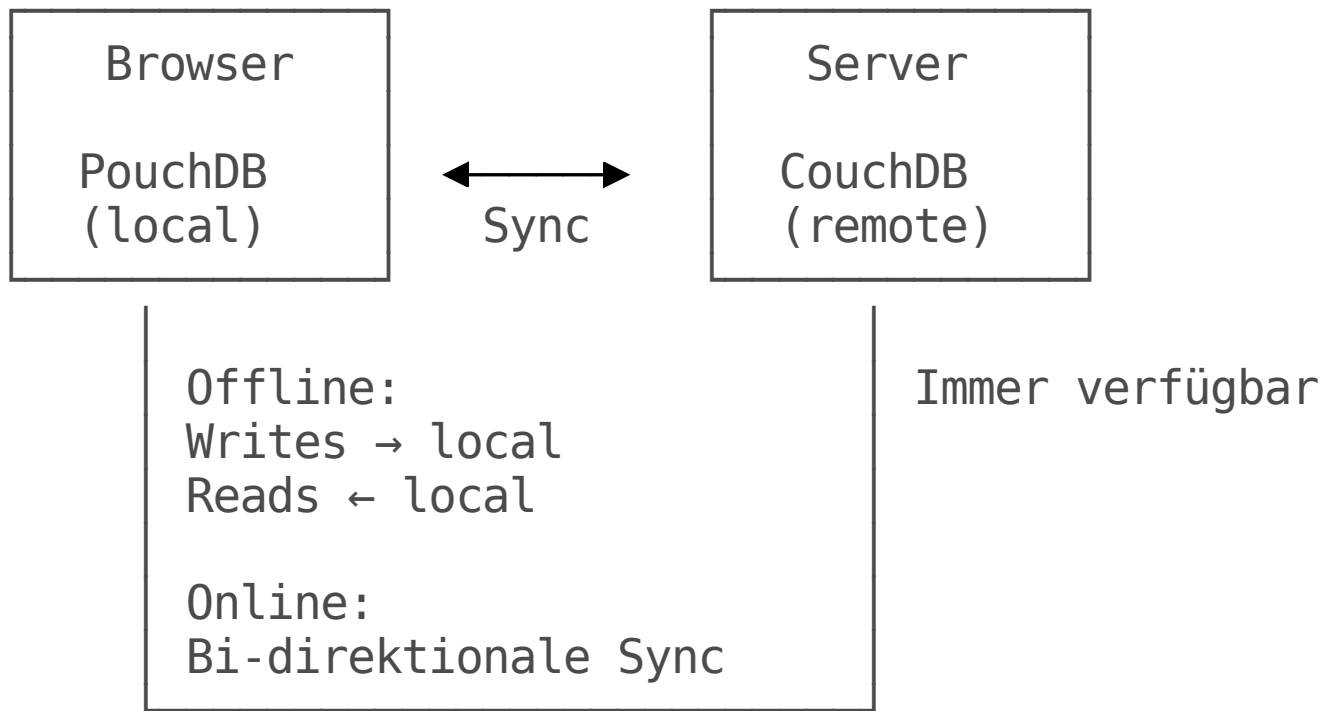 Browser
PouchDB
(local)
Sync
Server
CouchDB
(remote)
Offline:
Writes → local
Reads ← local
Online:
Bi-direktionale Sync
Immer verfügbar